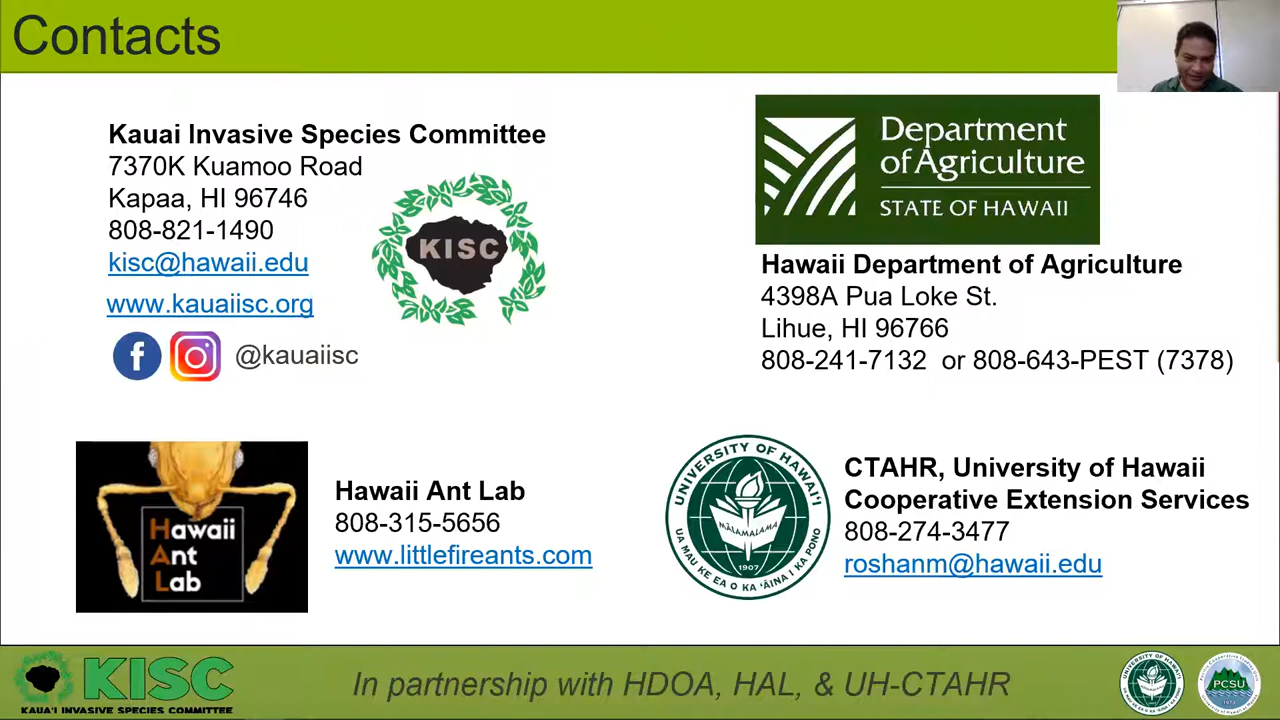 Contacts
Kauai Invasive Species Committee
7370K Kuamoo Road
Kapaa, HI 96746
808-821-1490
kisc@hawaii.edu
www.kauaiisc.org
@kauaiisc
KISC
Department
of Agriculture
STATE OF HAWAII
Hawaii Department of Agriculture
4398A Pua Loke St.
Lihue, HI 96766
808-241-7132 or 808-643-PEST (7378)
Hawaii
Ant
Lab
Hawaii Ant Lab
808-315-5656
www.littlefireants.com
UNIVERSITY OF HAWAI'I
MĀLAMALAMA
1907
UA MAU KE EA O KA ʻĀINA I KA PONO
CTAHR, University of Hawaii
Cooperative Extension Services
808-274-3477
roshanm@hawaii.edu
KISC
KAUA'I INVASIVE SPECIES COMMITTEE
In partnership with HDOA, HAL, & UH-CTAHR
PCSU